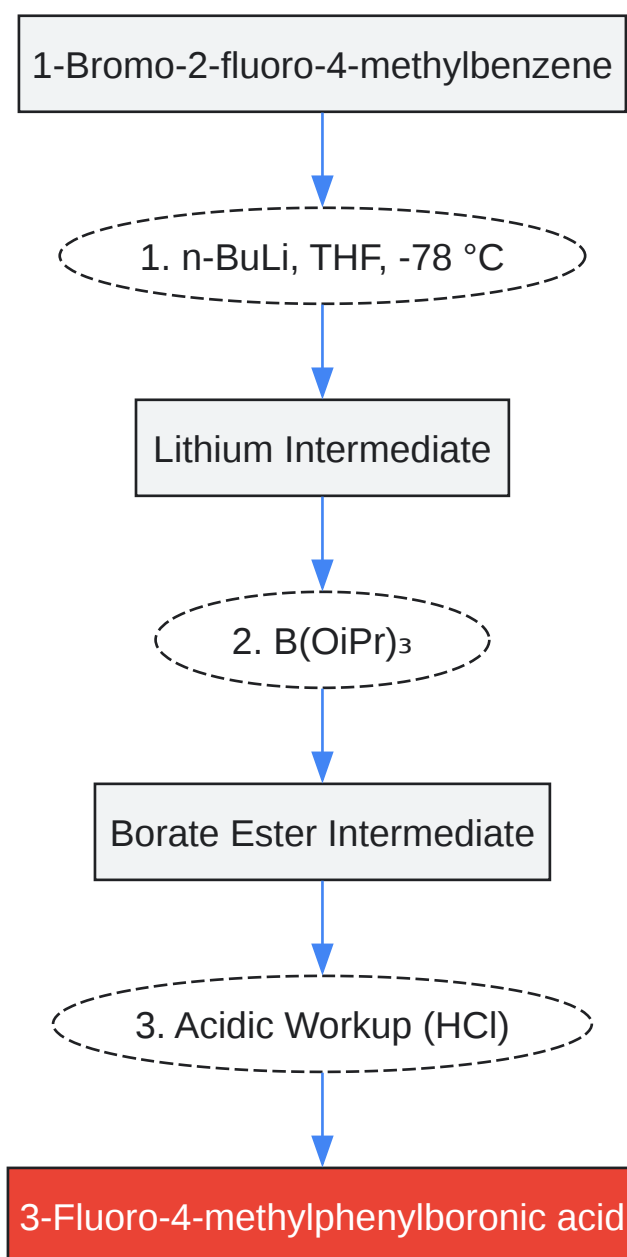 1-Bromo-2-fluoro-4-methylbenzene
1. n-BuLi, THF, -78 °C
Lithium Intermediate
2. B(OiPr)₃
Borate Ester Intermediate
3. Acidic Workup (HCl)
3-Fluoro-4-methylphenylboronic acid